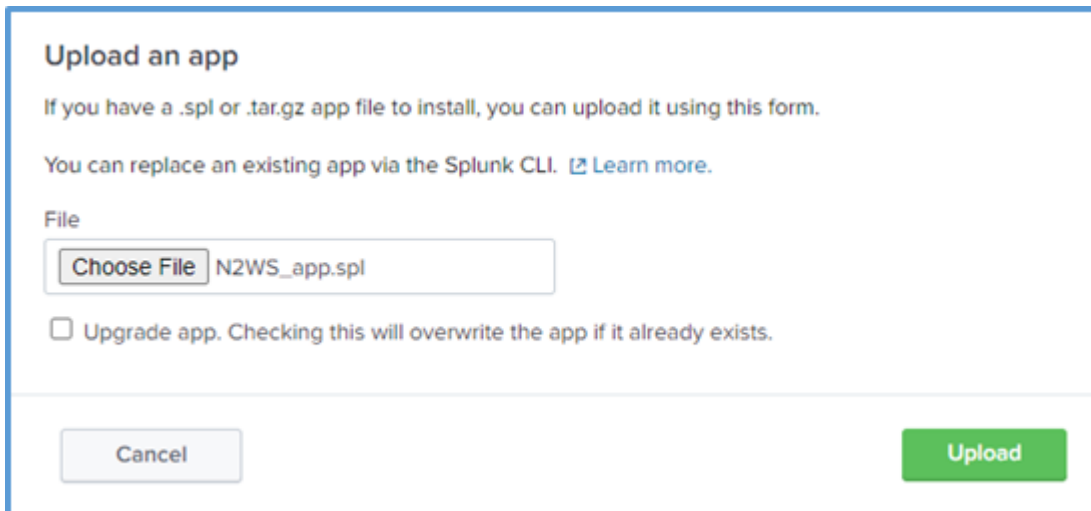 Upload an app
If you have a .spl or .tar.gz app file to install, you can upload it using this form.
You can replace an existing app via the Splunk CLI. Learn more.
File
Choose File N2WS_app.spl
Upgrade app. Checking this will overwrite the app if it already exists.
Cancel Upload